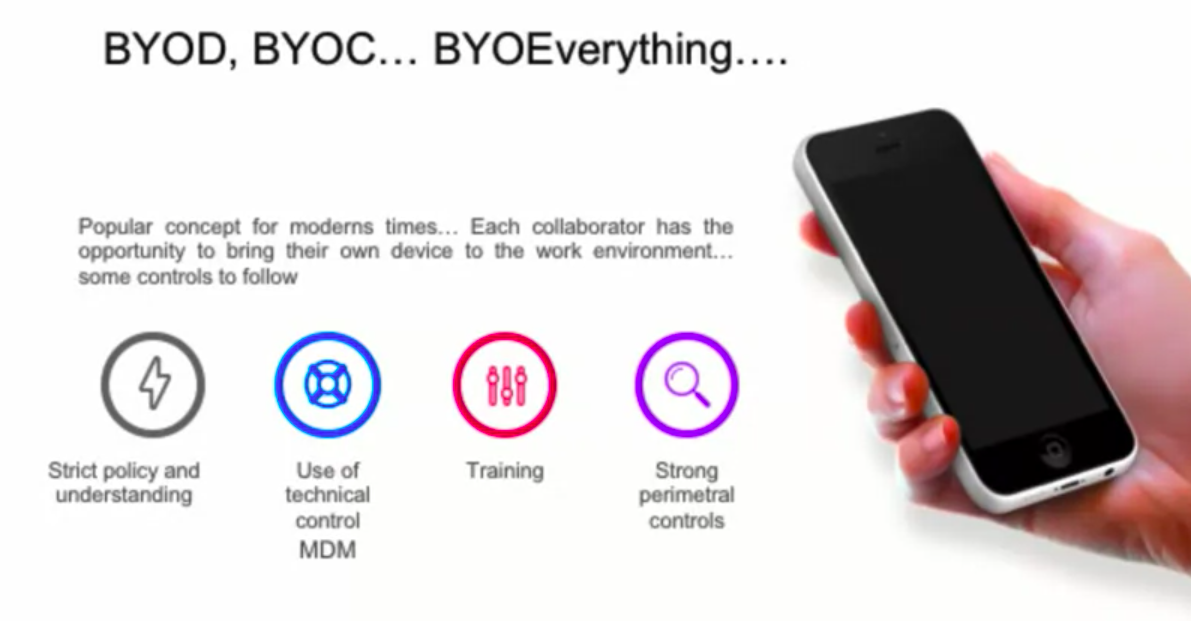 BYOD, BYOC... BYOEverything....
Popular concept for moderns times... Each collaborator has the
opportunity to bring their own device to the work environment...
some controls to follow
Strict policy and
understanding
Use of
technical
control
MDM
Training
Strong
perimetral
controls